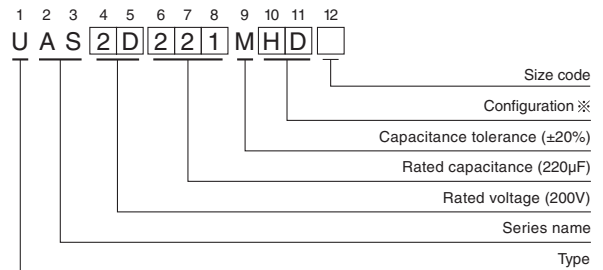 1 2 3 4 5 6 7 8 9 10 11 12
U A S 2 D 2 2 1 M H D
Size code
Configuration ※
Capacitance tolerance (±20%)
Rated capacitance (220µF)
Rated voltage (200V)
Series name
Type